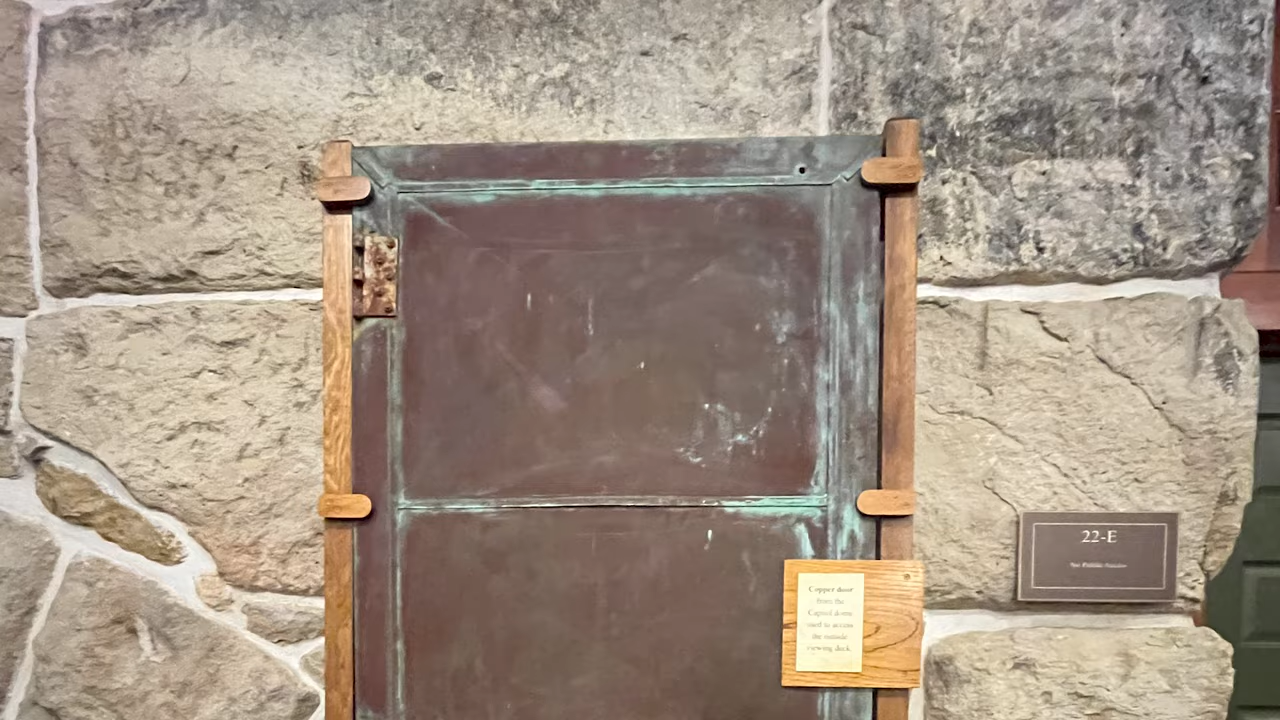 22-E
Copper door
from the
Capitol dome
used to access
the outside
viewing deck.